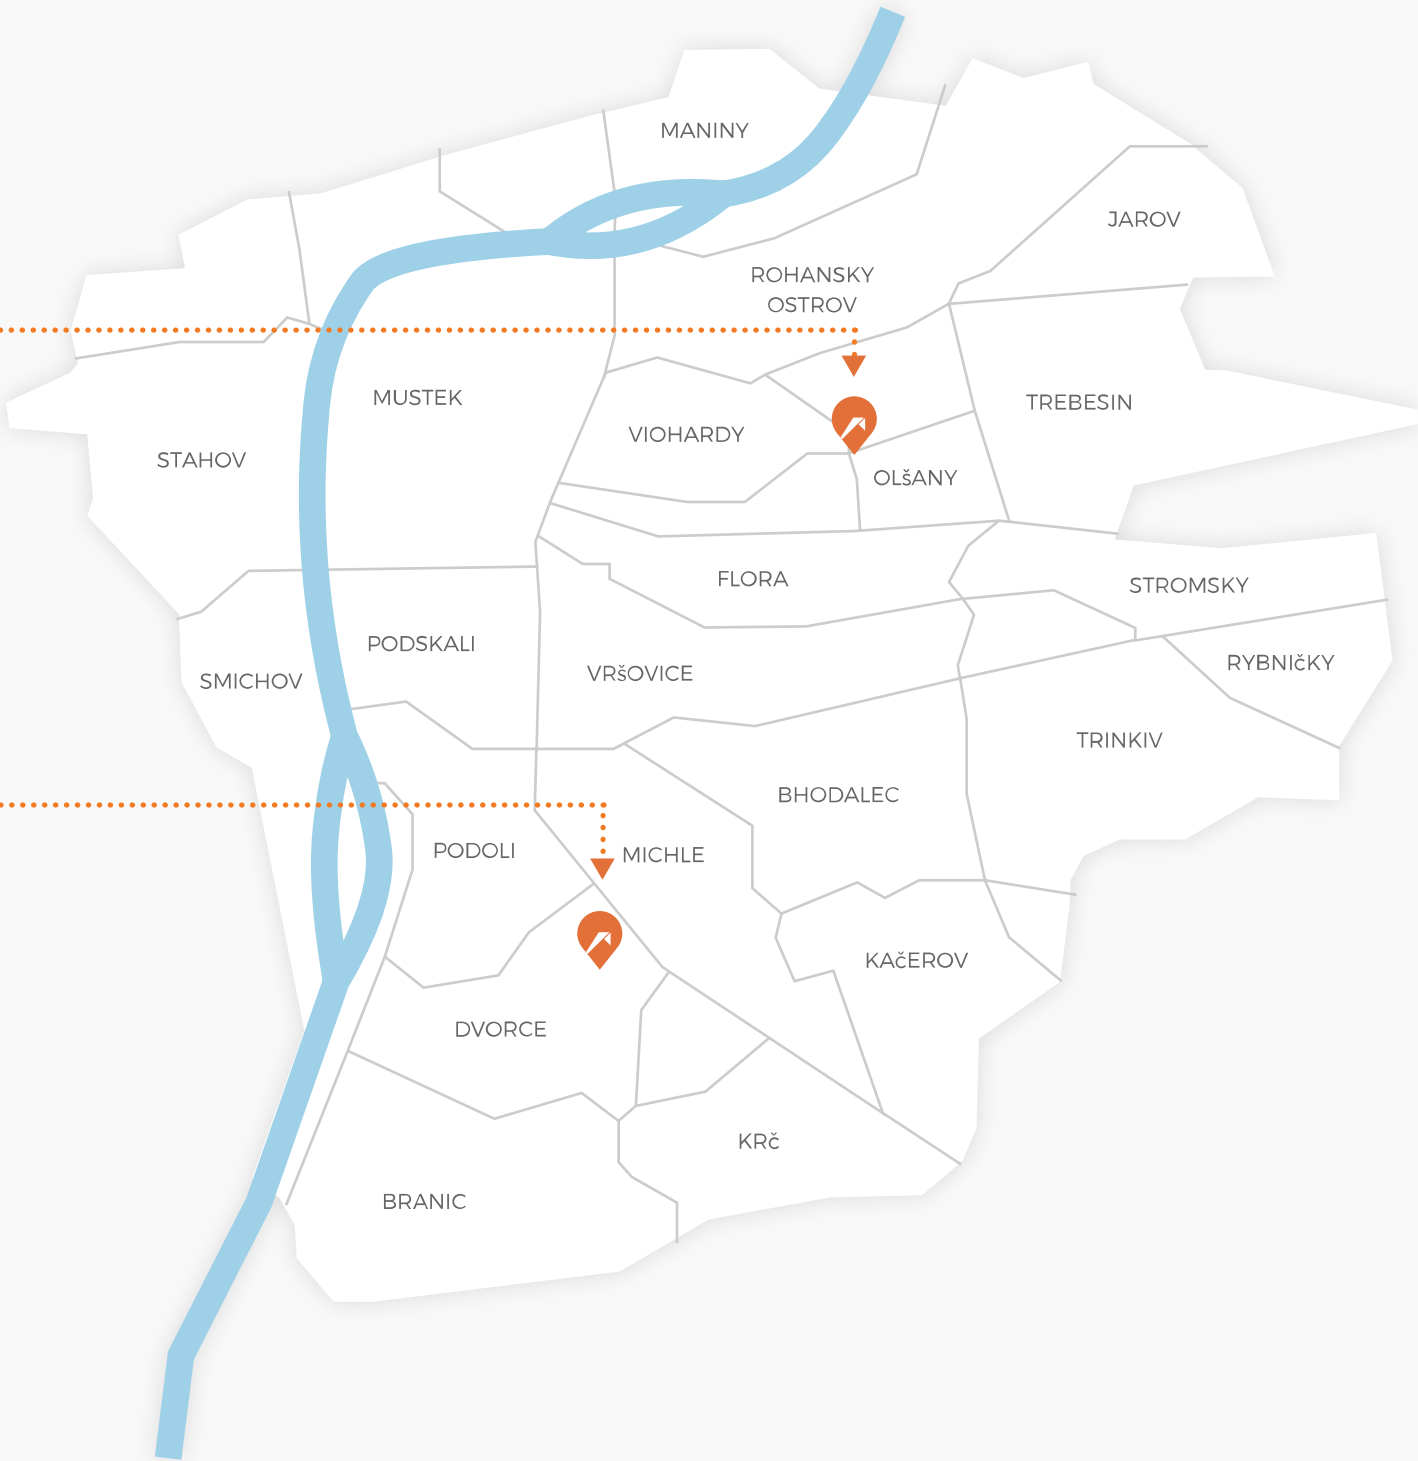 MANINY
JAROV
ROHANSKY
OSTROV
MUSTEK
TREBESIN
VIOHARDY
STAHOV
OLšANY
FLORA
STROMSKY
PODSKALI
RYBNIčKY
VRšOVICE
SMICHOV
TRINKIV
BHODALEC
PODOLI
MICHLE
KAčEROV
DVORCE
KRč
BRANIC